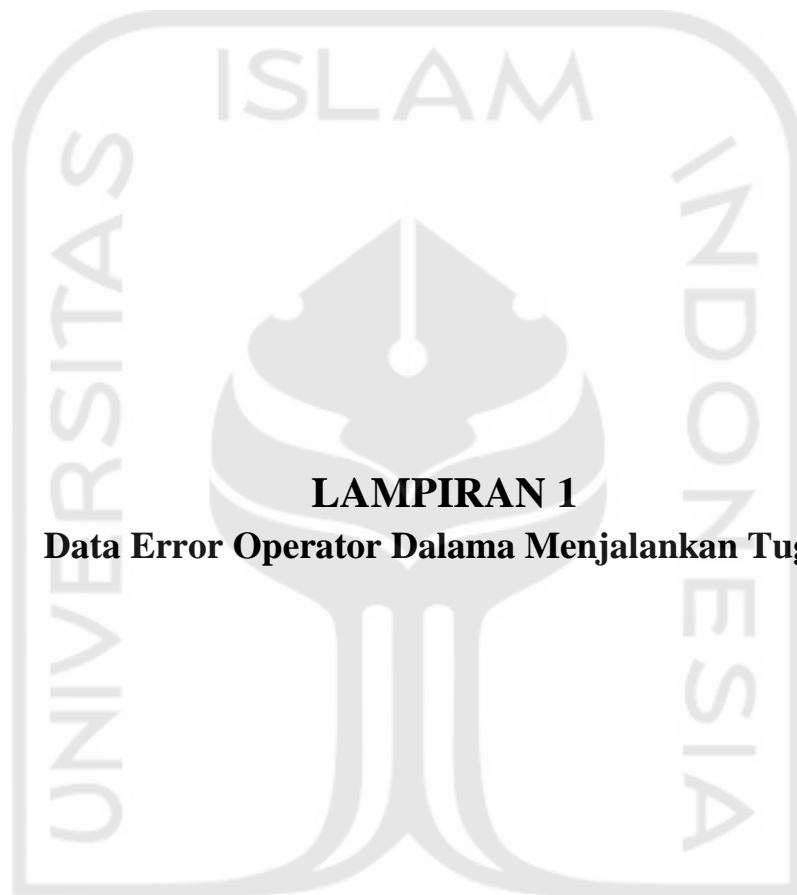 ISLAM
UNIVERSITAS
INDONESIA
LAMPIRAN 1
Data Error Operator Dalama Menjalankan Tug